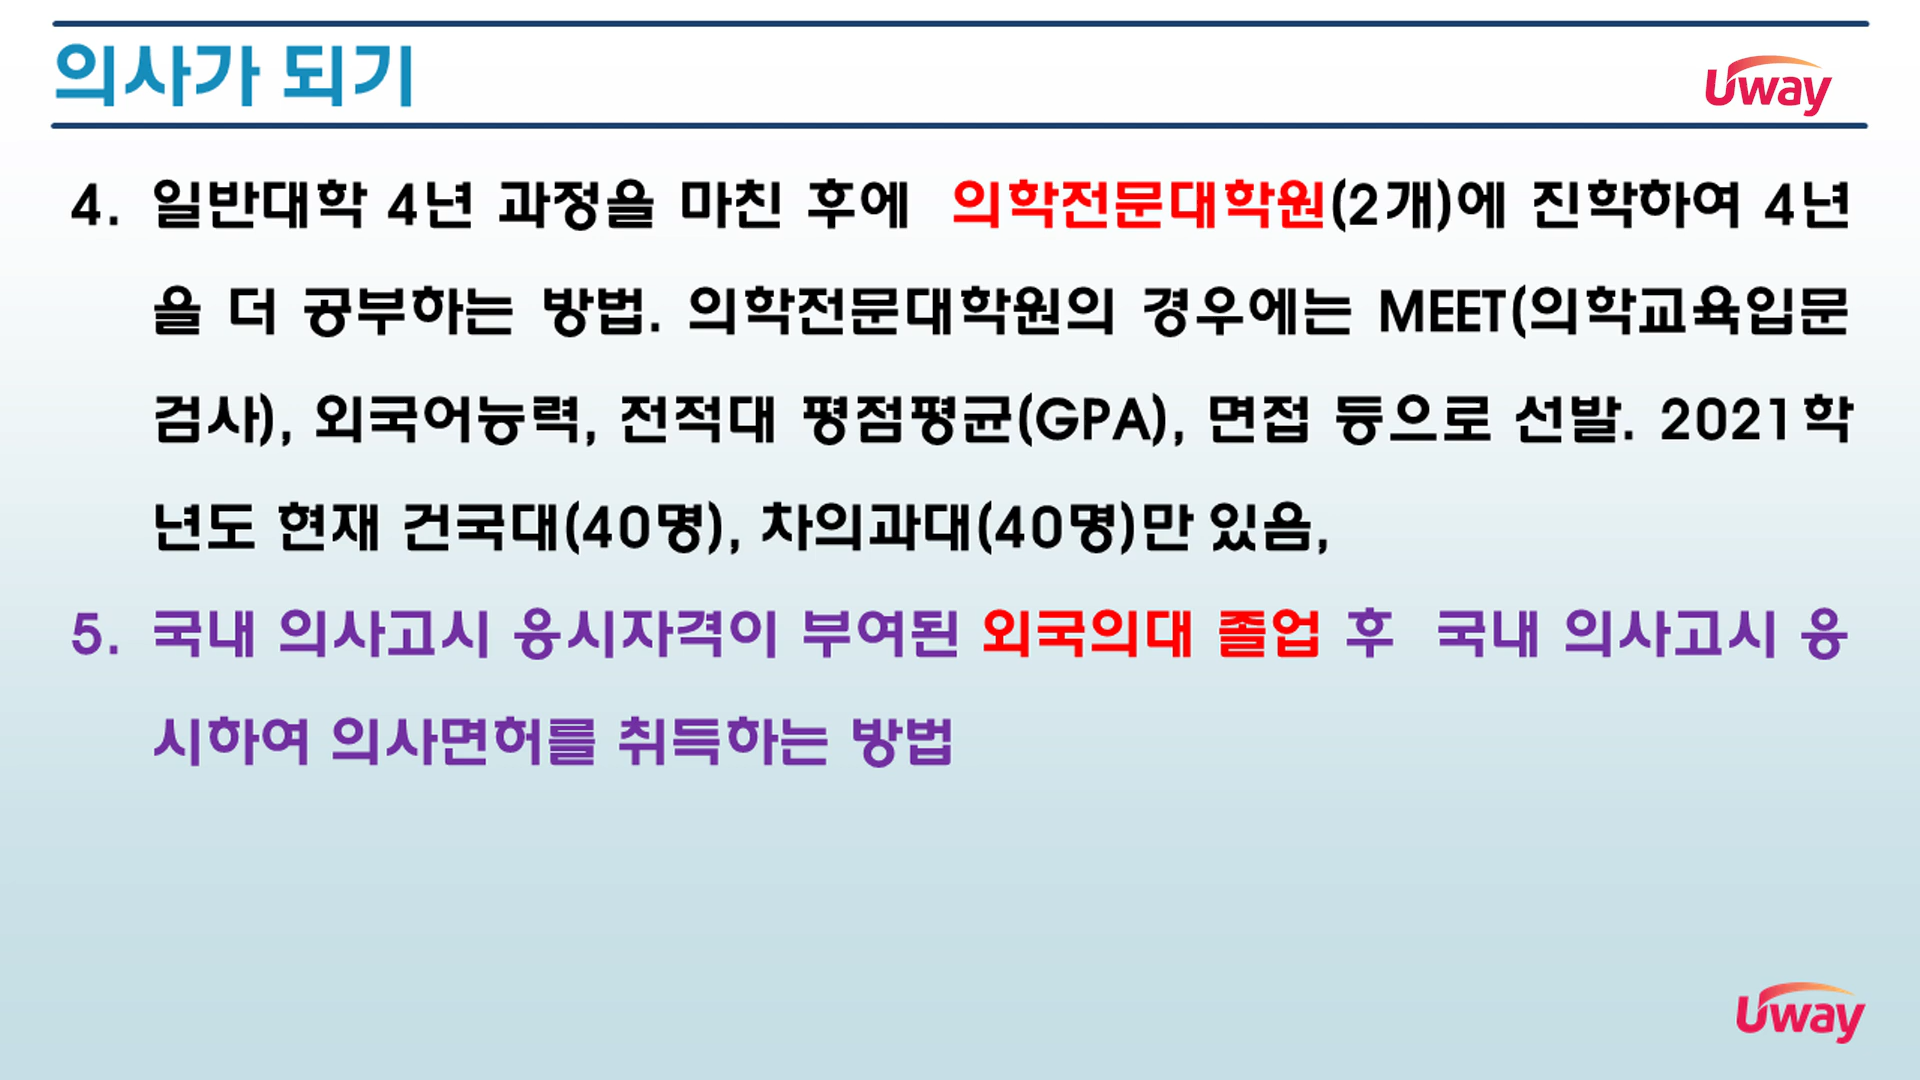 의사가 되기
Uway
4. 일반대학 4년 과정을 마친 후에 의학전문대학원(2개)에 진학하여 4년
을 더 공부하는 방법. 의학전문대학원의 경우에는 MEET(의학교육입문
검사), 외국어능력, 전적대 평점평균(GPA), 면접 등으로 선발. 2021학
년도 현재 건국대(40명), 차의과대(40명)만 있음,
5. 국내 의사고시 응시자격이 부여된 외국의대 졸업 후 국내 의사고시 응
시하여 의사면허를 취득하는 방법
Uway